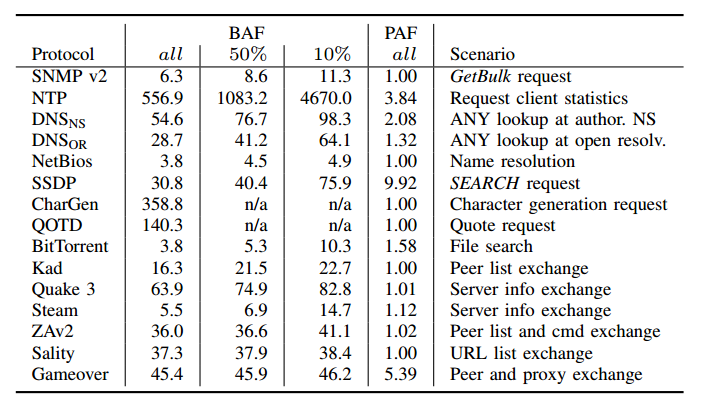 BAF PAF
Protocol all 50% 10% all Scenario
SNMP v2 6.3 8.6 11.3 1.00 GetBulk request
NTP 556.9 1083.2 4670.0 3.84 Request client statistics
DNSNS 54.6 76.7 98.3 2.08 ANY lookup at author. NS
DNSOR 28.7 41.2 64.1 1.32 ANY lookup at open resolv.
NetBios 3.8 4.5 4.9 1.00 Name resolution
SSDP 30.8 40.4 75.9 9.92 SEARCH request
CharGen 358.8 n/a n/a 1.00 Character generation request
QOTD 140.3 n/a n/a 1.00 Quote request
BitTorrent 3.8 5.3 10.3 1.58 File search
Kad 16.3 21.5 22.7 1.00 Peer list exchange
Quake 3 63.9 74.9 82.8 1.01 Server info exchange
Steam 5.5 6.9 14.7 1.12 Server info exchange
ZAv2 36.0 36.6 41.1 1.02 Peer list and cmd exchange
Sality 37.3 37.9 38.4 1.00 URL list exchange
Gameover 45.4 45.9 46.2 5.39 Peer and proxy exchange